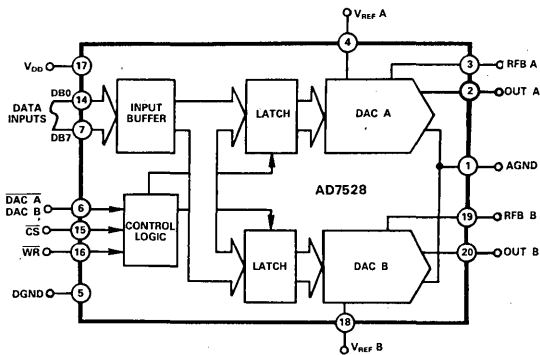 VREF A
4
VDD
17
3
RFB A
DB0
14
2
OUT A
DATA
INPUTS
INPUT
BUFFER
LATCH
DAC A
7
DB7
1
AGND
AD7528
DAC A
DAC B
6
CS
15
CONTROL
LOGIC
19
RFB B
WR
16
20
OUT B
LATCH
DAC B
DGND
5
18
VREF B